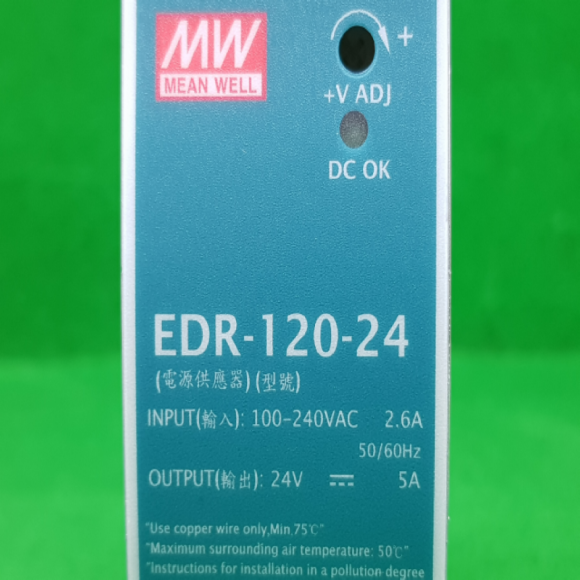 MW
MEAN WELL
+
+V ADJ
DC OK
EDR-120-24
(電源供應器)(型號)
INPUT(輸入): 100-240VAC 2.6A
50/60Hz
OUTPUT(輸出): 24V ⎓ 5A
"Use copper wire only,Min.75℃"
"Maximum surrounding air temperature: 50℃"
"Instructions for installation in a pollution degree